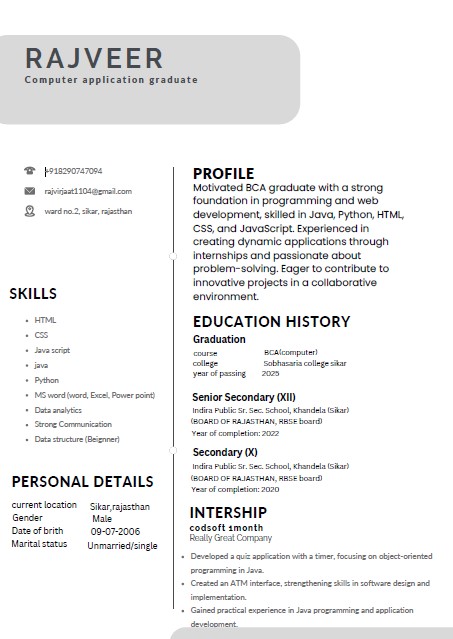 RAJVEER
Computer application graduate
+918290747094
rajvirjaat1104@gmail.com
ward no.2, sikar, rajasthan
SKILLS
• HTML
• CSS
• Java script
• java
• Python
• MS word (word, Excel, Power point)
• Data analytics
• Strong Communication
• Data structure (Beignner)
PERSONAL DETAILS
current location Sikar,rajasthan
Gender Male
Date of brith 09-07-2006
Marital status Unmarried/single
PROFILE
Motivated BCA graduate with a strong
foundation in programming and web
development, skilled in Java, Python, HTML,
CSS, and JavaScript. Experienced in
creating dynamic applications through
internships and passionate about
problem-solving. Eager to contribute to
innovative projects in a collaborative
environment.
EDUCATION HISTORY
Graduation
course BCA(computer)
college Sobhasaria college sikar
year of passing 2025
Senior Secondary (XII)
Indira Public Sr. Sec. School, Khandela (Sikar)
(BOARD OF RAJASTHAN, RBSE board)
Year of completion: 2022
Secondary (X)
Indira Public Sr. Sec. School, Khandela (Sikar)
(BOARD OF RAJASTHAN, RBSE board)
Year of completion: 2020
INTERSHIP
codsoft 1month
Really Great Company
• Developed a quiz application with a timer, focusing on object-oriented
programming in Java.
• Created an ATM interface, strengthening skills in software design and
implementation.
• Gained practical experience in Java programming and application
development.